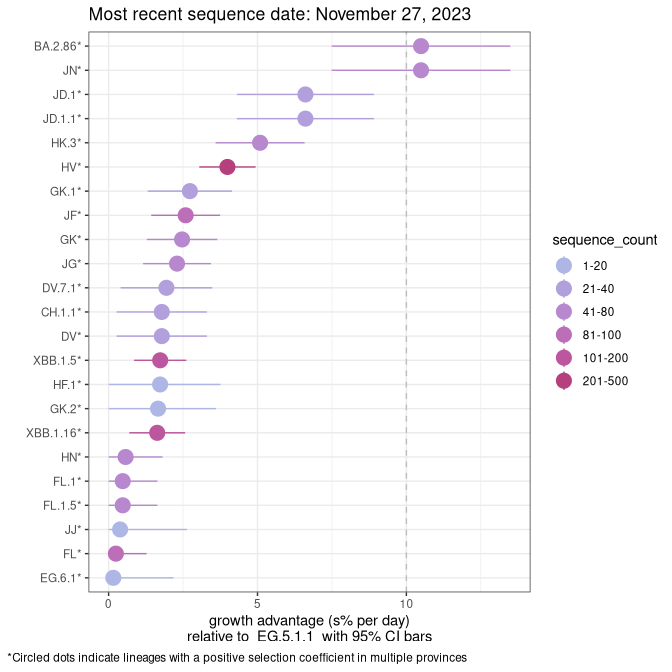 Most recent sequence date: November 27, 2023
BA.2.86*
JN*
JD.1*
JD.1.1*
HK.3*
HV*
GK.1*
JF*
GK*
JG*
DV.7.1*
CH.1.1*
DV*
XBB.1.5*
HF.1*
GK.2*
XBB.1.16*
HN*
FL.1*
FL.1.5*
JJ*
FL*
EG.6.1*
0 5 10
growth advantage (s% per day)
relative to EG.5.1.1 with 95% CI bars
sequence_count
1-20
21-40
41-80
81-100
101-200
201-500
*Circled dots indicate lineages with a positive selection coefficient in multiple provinces